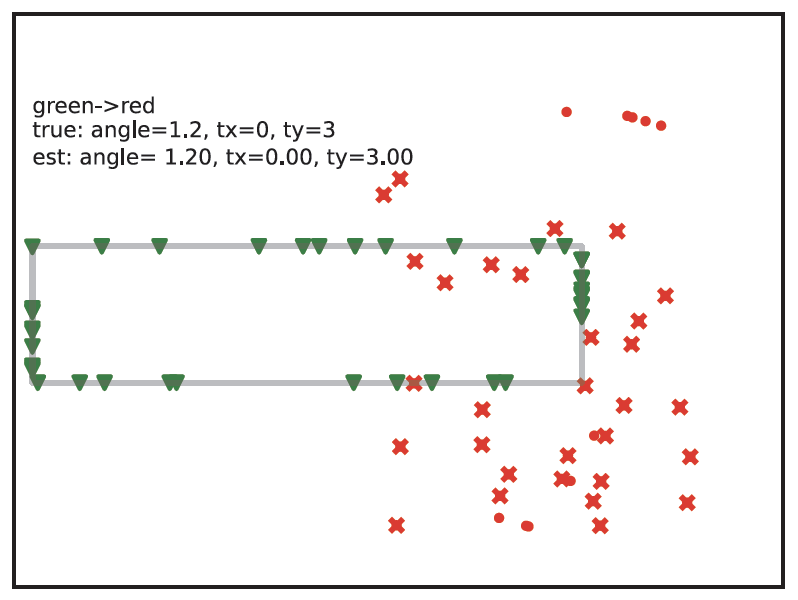 green->red
true: angle=1.2, tx=0, ty=3
est: angle= 1.20, tx=0.00, ty=3.00